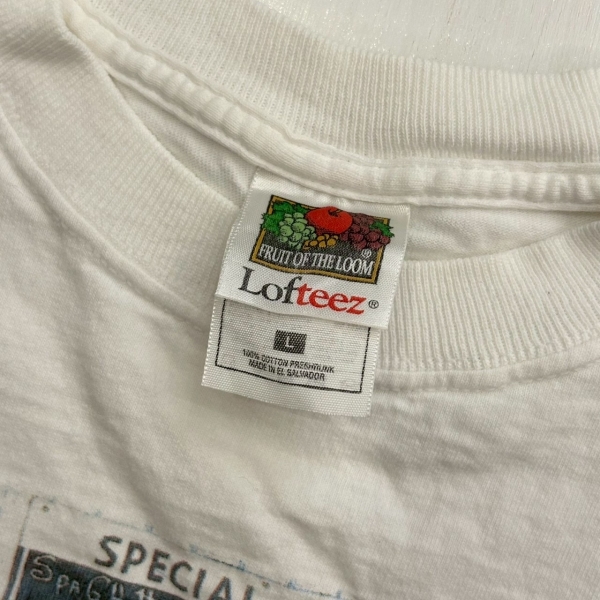 FRUIT OF THE LOOM®
Lofteez®
L
100% COTTON PRESHRUNK
MADE IN EL SALVADOR
SPECIAL